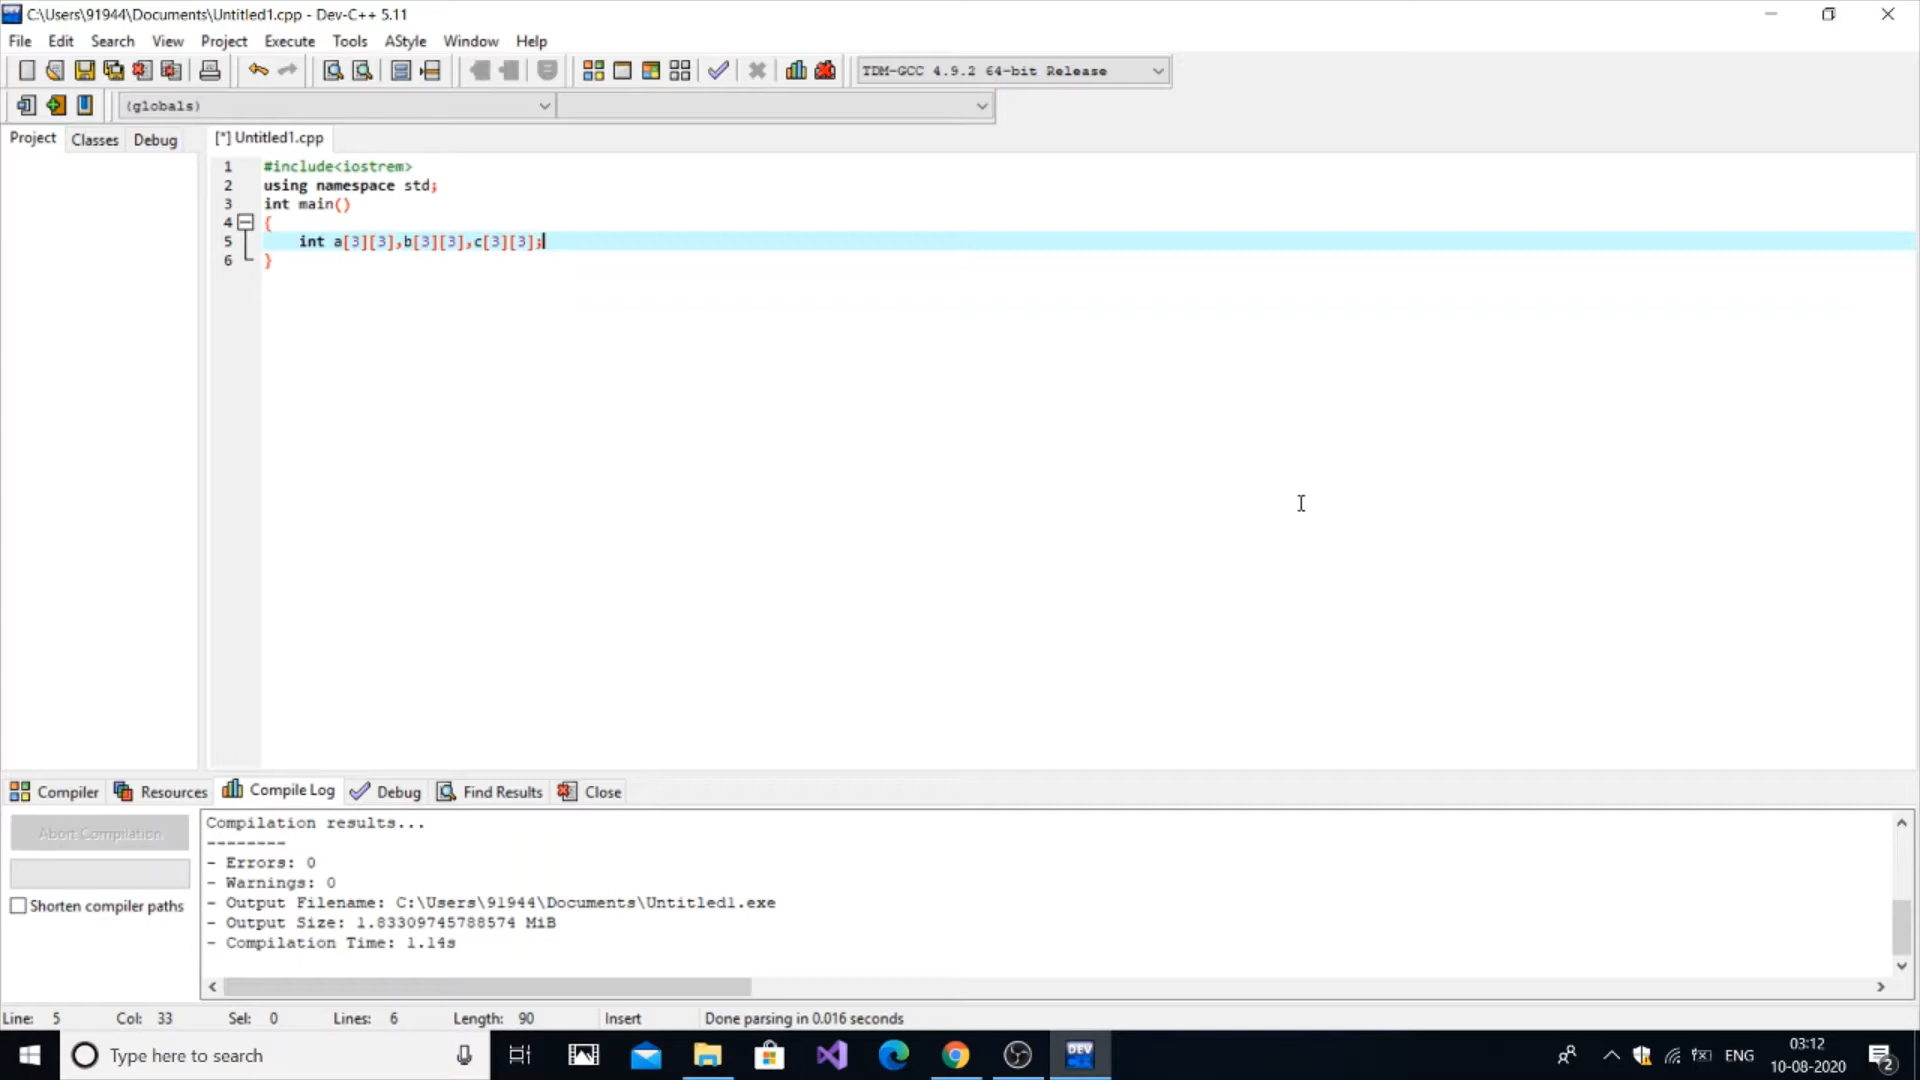 C:\Users\91944\Documents\Untitled1.cpp - Dev-C++ 5.11
File Edit Search View Project Execute Tools AStyle Window Help
TDM-GCC 4.9.2 64-bit Release
(globals)
Project Classes Debug [*] Untitled1.cpp
1 #include<iostrem>
2 using namespace std;
3 int main()
4 {
5 int a[3][3],b[3][3],c[3][3];
6 }
Compiler Resources Compile Log Debug Find Results Close
Abort Compilation
Shorten compiler paths
Compilation results...
--------
- Errors: 0
- Warnings: 0
- Output Filename: C:\Users\91944\Documents\Untitled1.exe
- Output Size: 1.83309745788574 MiB
- Compilation Time: 1.14s
Line: 5 Col: 33 Sel: 0 Lines: 6 Length: 90 Insert Done parsing in 0.016 seconds
Type here to search
DEV
ENG
03:12
10-08-2020
2